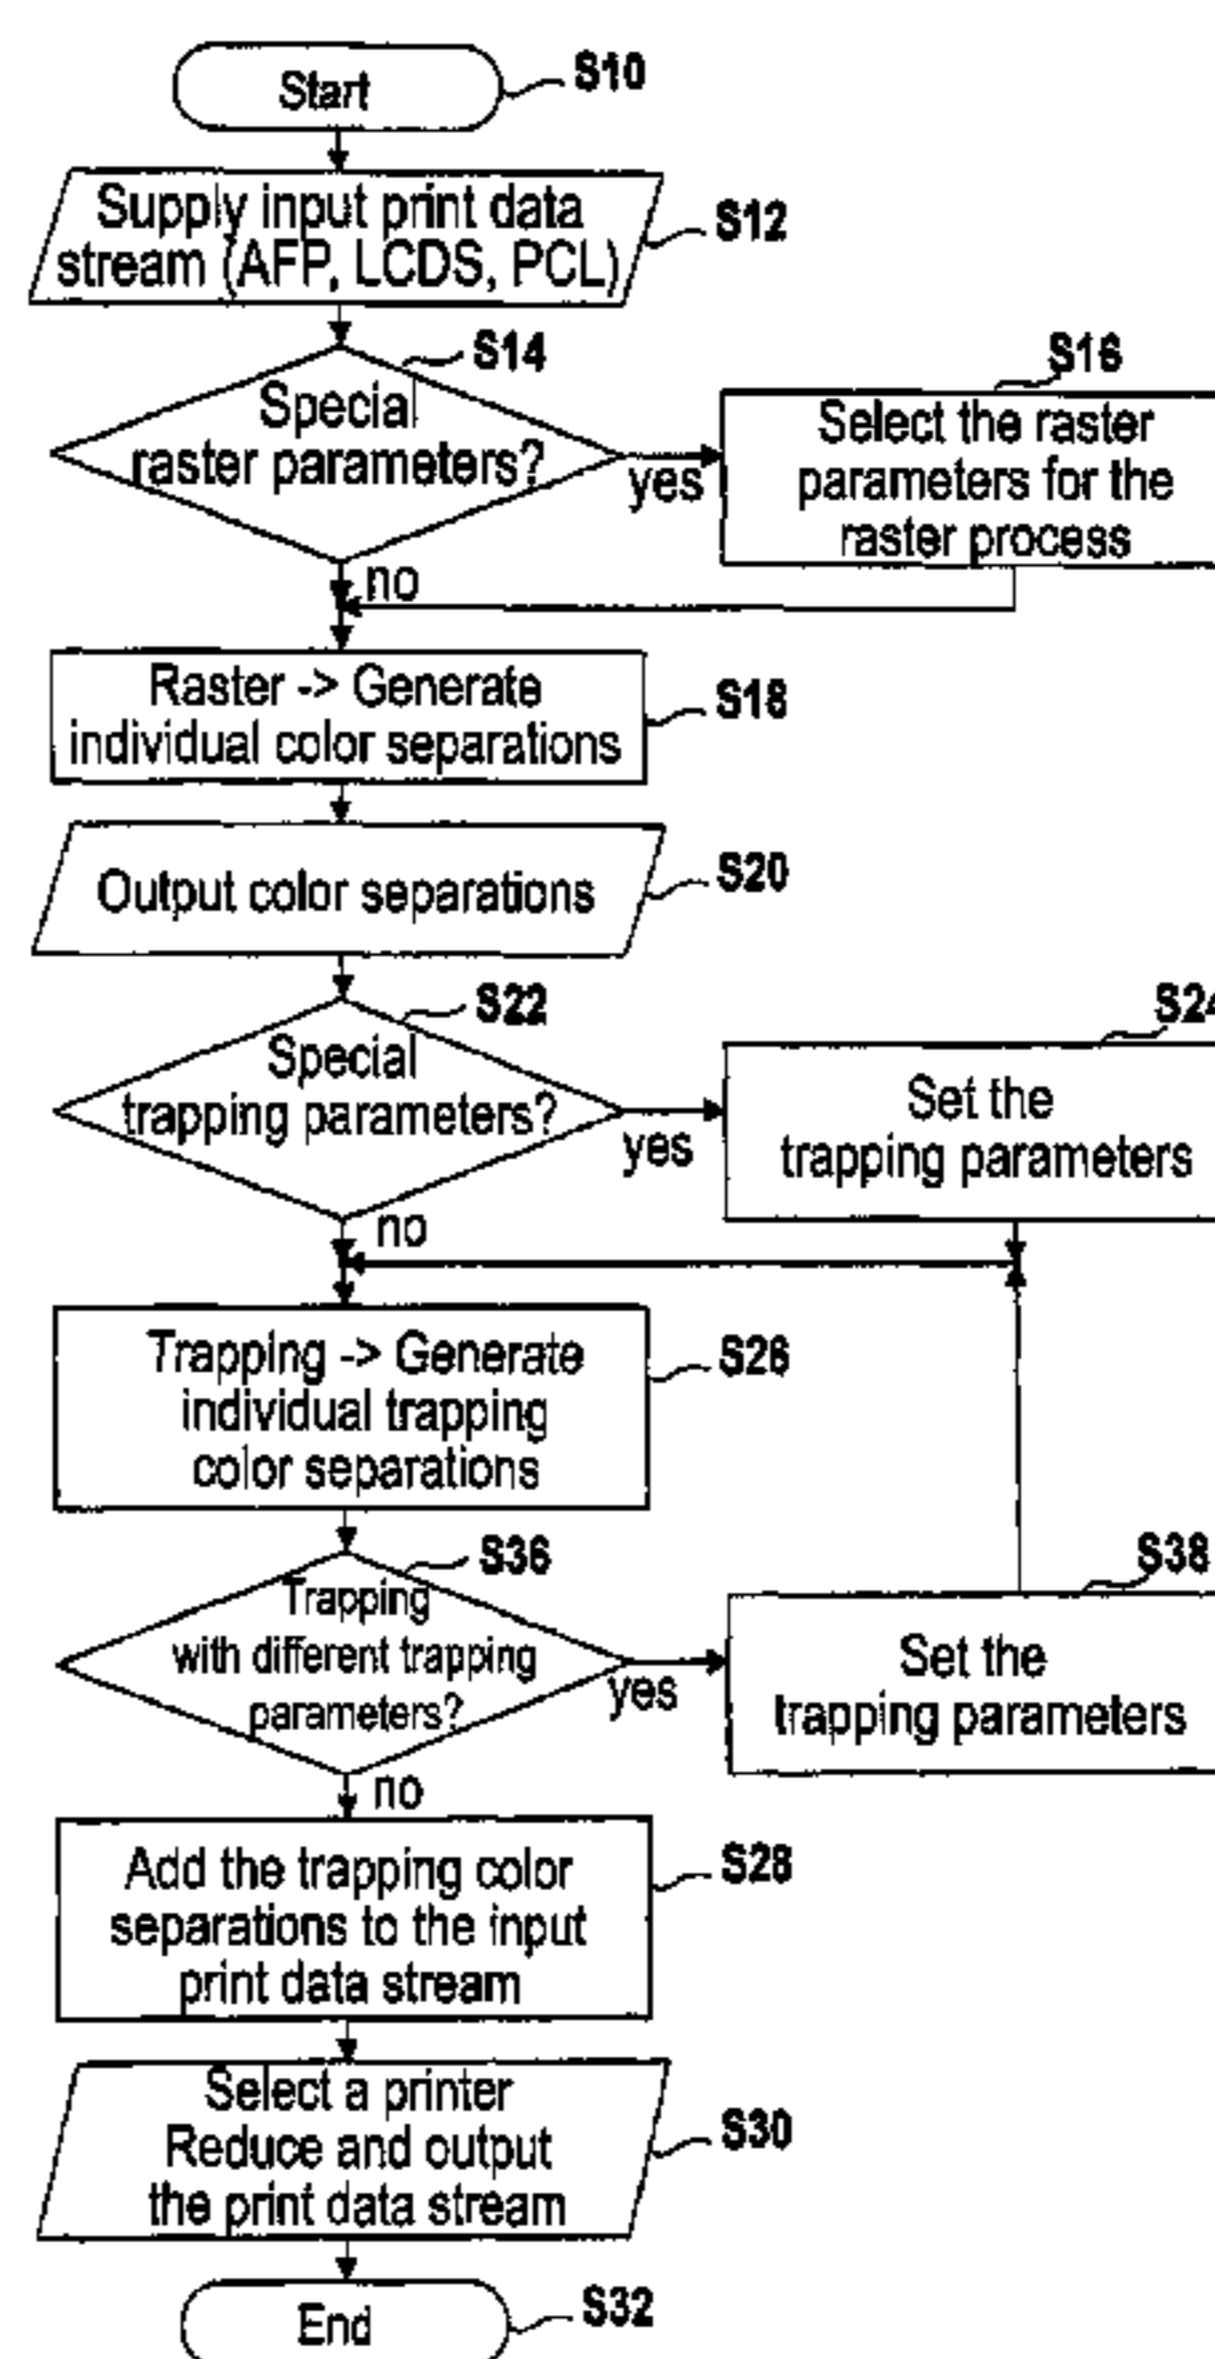 Start
S10
Supply input print data
stream (AFP, LCDS, PCL)
S12
S14
Special
raster parameters?
yes
no
S16
Select the raster
parameters for the
raster process
Raster -> Generate
individual color separations
S18
Output color separations
S20
S22
Special
trapping parameters?
yes
no
S24
Set the
trapping parameters
Trapping -> Generate
individual trapping
color separations
S26
S36
Trapping
with different trapping
parameters?
yes
no
S38
Set the
trapping parameters
Add the trapping color
separations to the input
print data stream
S28
Select a printer
Reduce and output
the print data stream
S30
End
S32